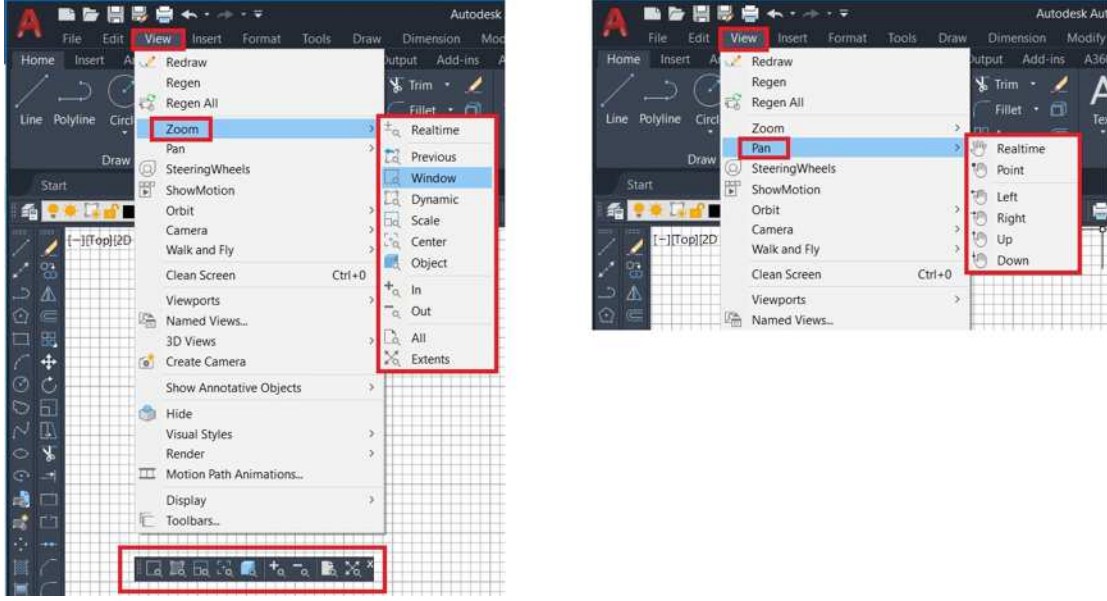 Autodesk
File Edit View Insert Format Tools Draw Dimension Mod
Home Insert A Output Add-ins A
Redraw
Regen
Regen All
Zoom
Pan
SteeringWheels
ShowMotion
Orbit
Camera
Walk and Fly
Clean Screen Ctrl+0
Viewports
Named Views...
3D Views
Create Camera
Show Annotative Objects
Hide
Visual Styles
Render
Motion Path Animations...
Display
Toolbars...
Trim
Fillet
Line Polyline Circl
Draw
Start
[−][Top][2D
Realtime
Previous
Window
Dynamic
Scale
Center
Object
In
Out
All
Extents
Autodesk Aut
File Edit View Insert Format Tools Draw Dimension Modify
Home Insert A Output Add-ins A360
Redraw
Regen
Regen All
Zoom
Pan
SteeringWheels
ShowMotion
Orbit
Camera
Walk and Fly
Clean Screen Ctrl+0
Viewports
Named Views...
Trim
Fillet
Line Polyline Circl
Draw
Start
[−][Top][2D
Realtime
Point
Left
Right
Up
Down